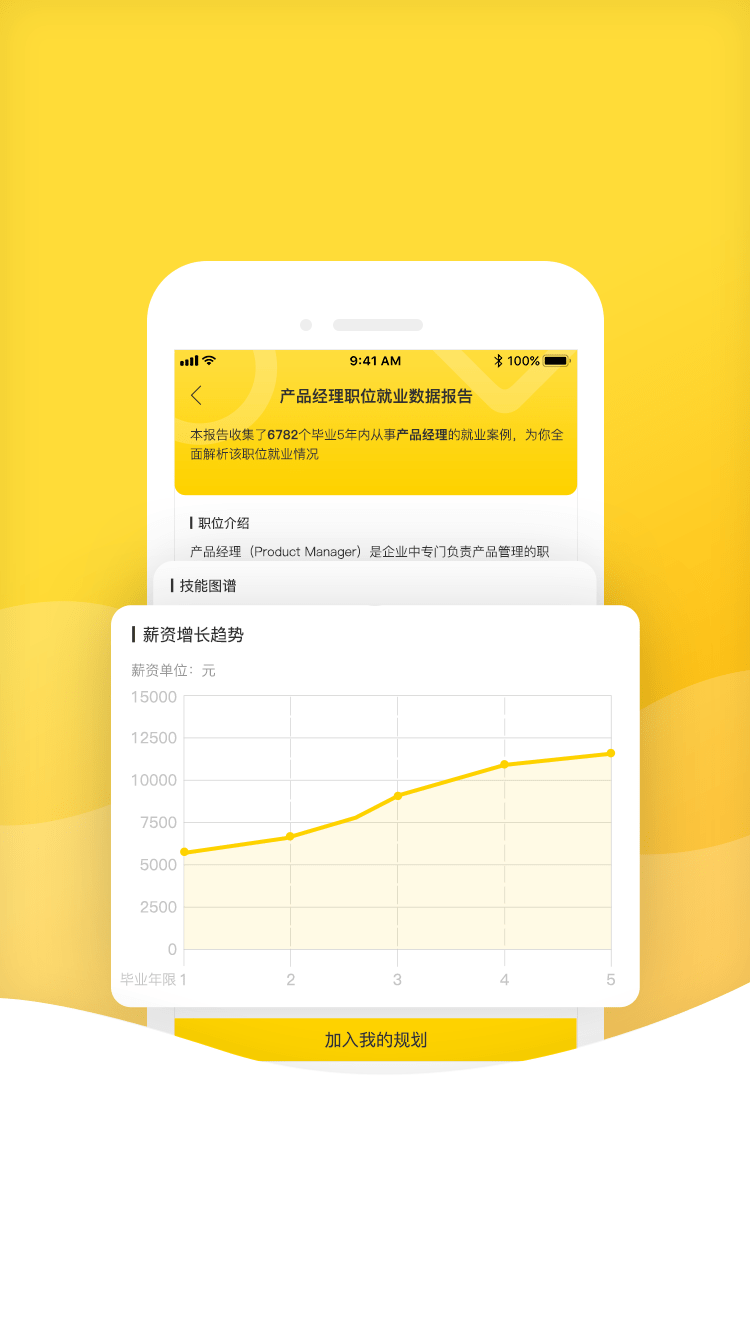 9:41 AM 100%
产品经理职位就业数据报告
本报告收集了6782个毕业5年内从事产品经理的就业案例，为你全
面解析该职位就业情况
职位介绍
产品经理（Product Manager）是企业中专门负责产品管理的职
技能图谱
薪资增长趋势
薪资单位：元
15000
12500
10000
7500
5000
2500
0
毕业年限 1 2 3 4 5
加入我的规划